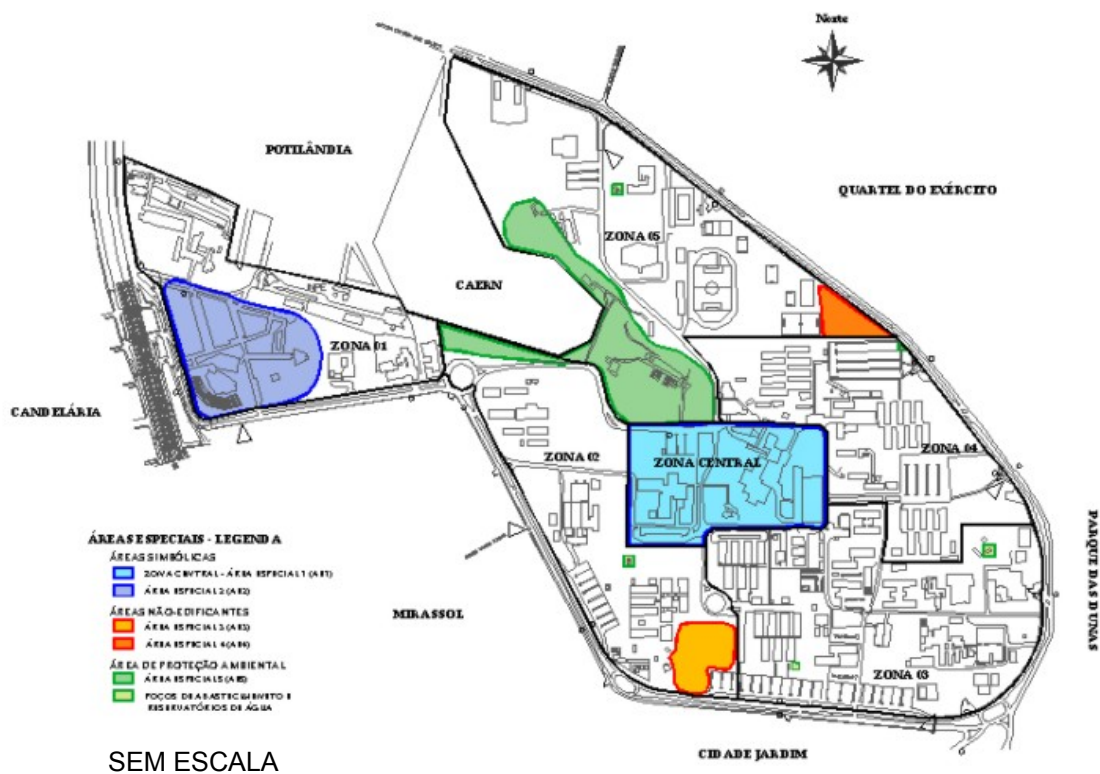 Norte
POTILÂNDIA
QUARTEL DO EXÉRCITO
ZONA 05
CAERN
INPE
ZONA 01
CANDELÁRIA
ZONA 02
ZONA CENTRAL
ZONA 04
PARQUE DAS DUNAS
ÁREAS ESPECIAIS - LEGENDA
ÁREAS SIMBÓLICAS
ZONA CENTRAL - ÁREA ESPECIAL 1 (AE1)
ÁREA ESPECIAL 2 (AE2)
ÁREAS NÃO-EDIFICANTES
ÁREA ESPECIAL 3 (AE3)
ÁREA ESPECIAL 4 (AE4)
ÁREA DE PROTEÇÃO AMBIENTAL
ÁREA ESPECIAL 5 (AE5)
POÇOS DE ABASTECIMENTO E
RESERVATÓRIOS DE ÁGUA
MIRASSOL
ZONA 03
CIDADE JARDIM
SEM ESCALA